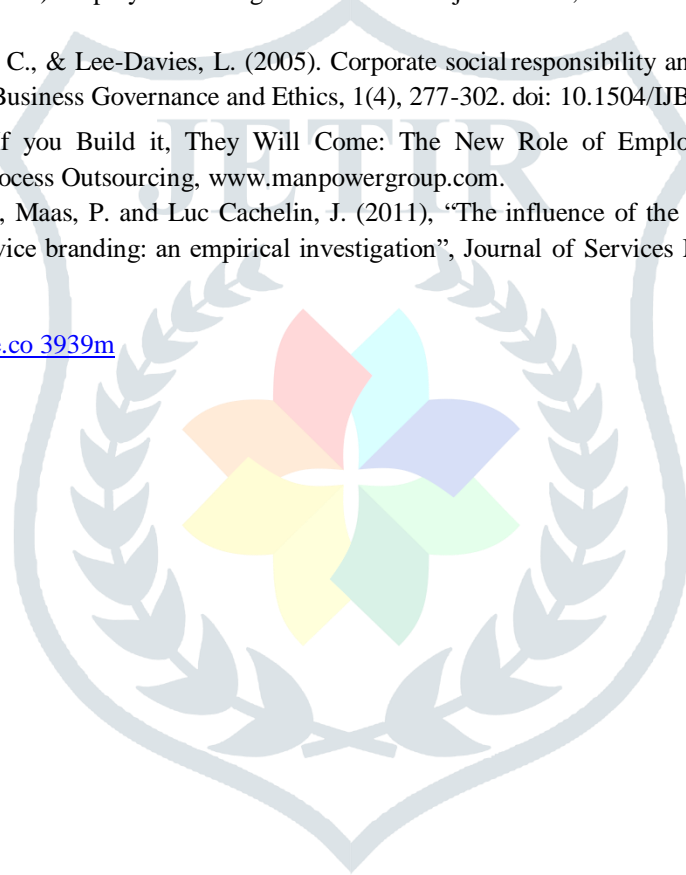 C., & Lee-Davies, L. (2005). Corporate social responsibility an
Business Governance and Ethics, 1(4), 277-302. doi: 10.1504/IJB
f you Build it, They Will Come: The New Role of Emplo
ocess Outsourcing, www.manpowergroup.com.
, Maas, P. and Luc Cachelin, J. (2011), “The influence of the
vice branding: an empirical investigation”, Journal of Services
e.co 3939m
JETIR